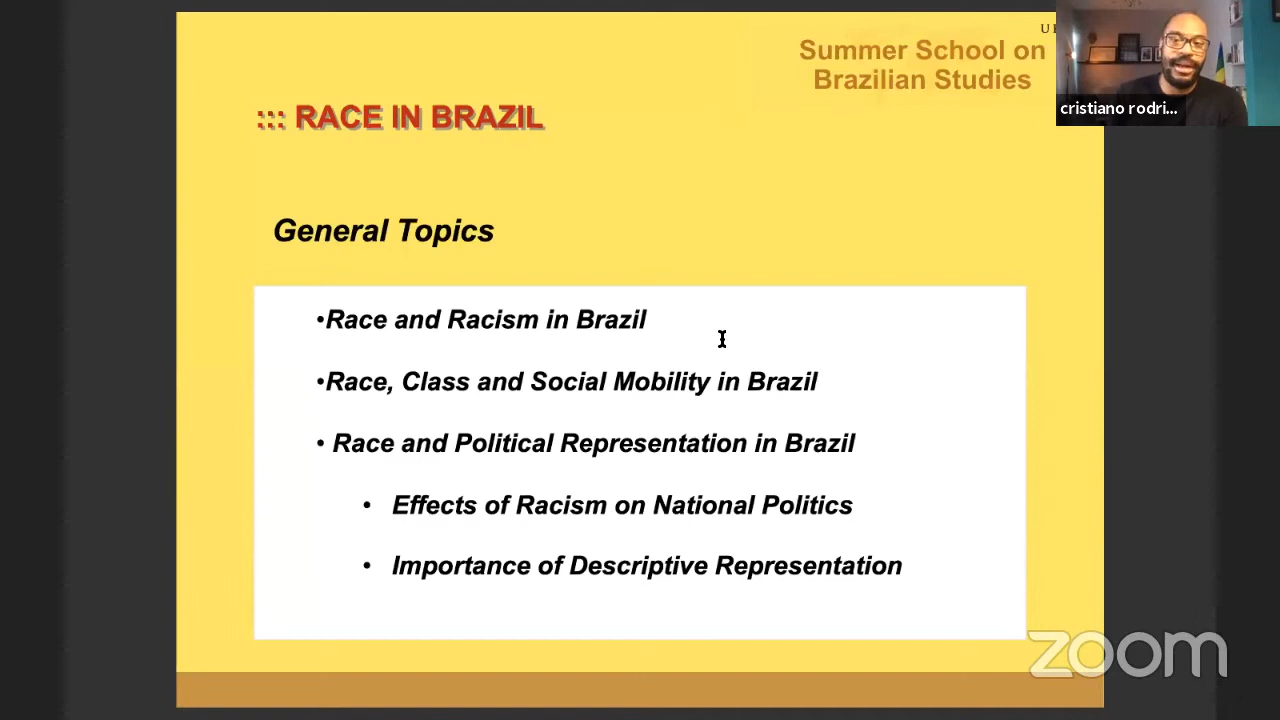 Summer School on
Brazilian Studies
::: RACE IN BRAZIL
cristiano rodri...
General Topics
•Race and Racism in Brazil
•Race, Class and Social Mobility in Brazil
• Race and Political Representation in Brazil
• Effects of Racism on National Politics
• Importance of Descriptive Representation
zoom